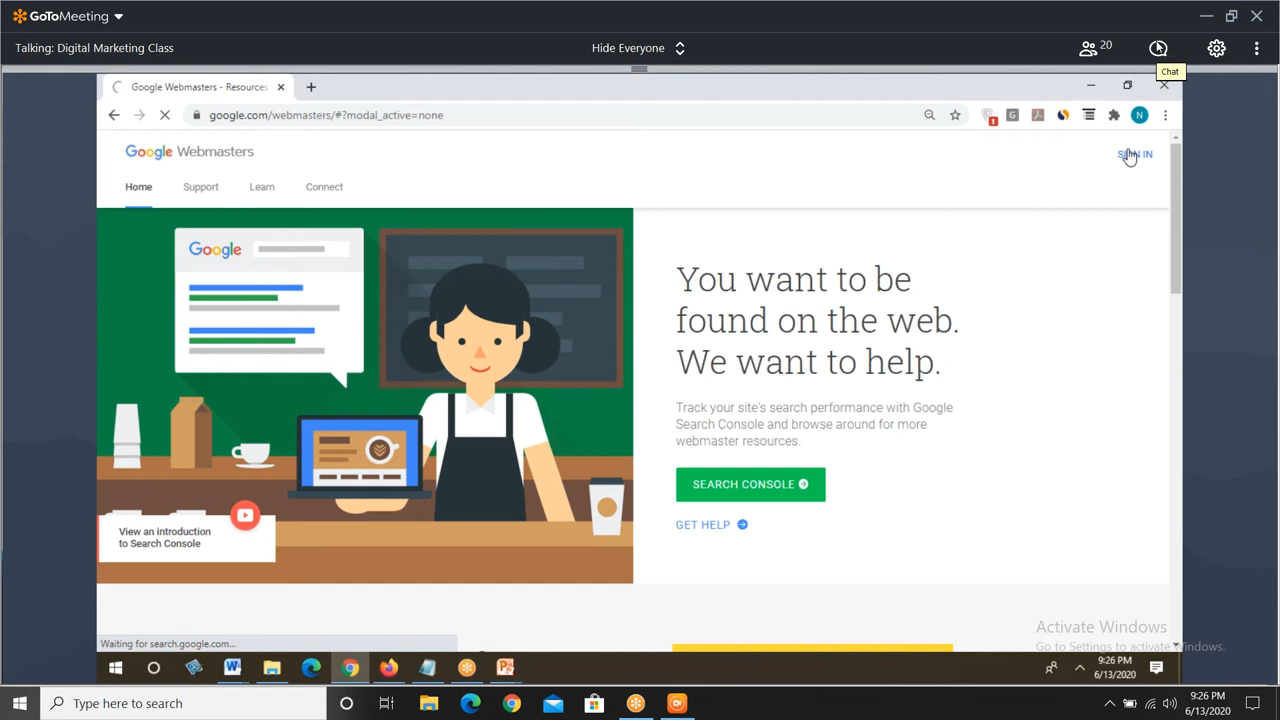 GoToMeeting
Talking: Digital Marketing Class
Hide Everyone
20
Chat
Google Webmasters - Resources
google.com/webmasters/#?modal_active=none
G
N
Google Webmasters
SIGN IN
Home
Support
Learn
Connect
Google
You want to be
found on the web.
We want to help.
Track your site's search performance with Google
Search Console and browse around for more
webmaster resources.
SEARCH CONSOLE
GET HELP
View an introduction
to Search Console
Waiting for search.google.com...
Activate Windows
Go to Settings to activate Windows.
9:26 PM
6/13/2020
Type here to search
9:26 PM
6/13/2020